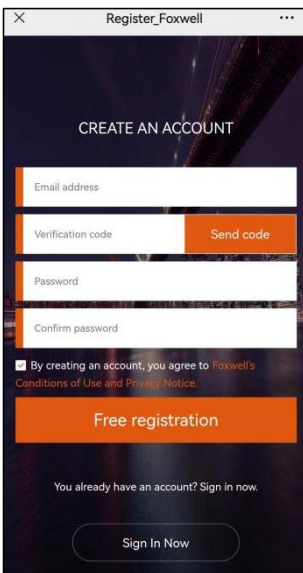 Register_Foxwell
CREATE AN ACCOUNT
Email address
Verification code
Send code
Password
Confirm password
By creating an account, you agree to Foxwell's
Conditions of Use and Privacy Notice.
Free registration
You already have an account? Sign in now.
Sign In Now